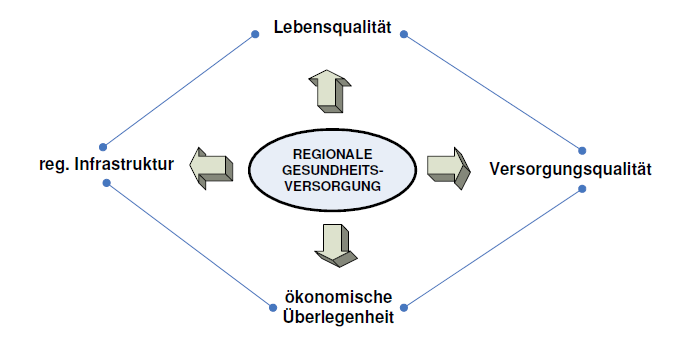 Lebensqualität
reg. Infrastruktur
REGIONALE
GESUNDHEITS-
VERSORGUNG
Versorgungsqualität
ökonomische
Überlegenheit